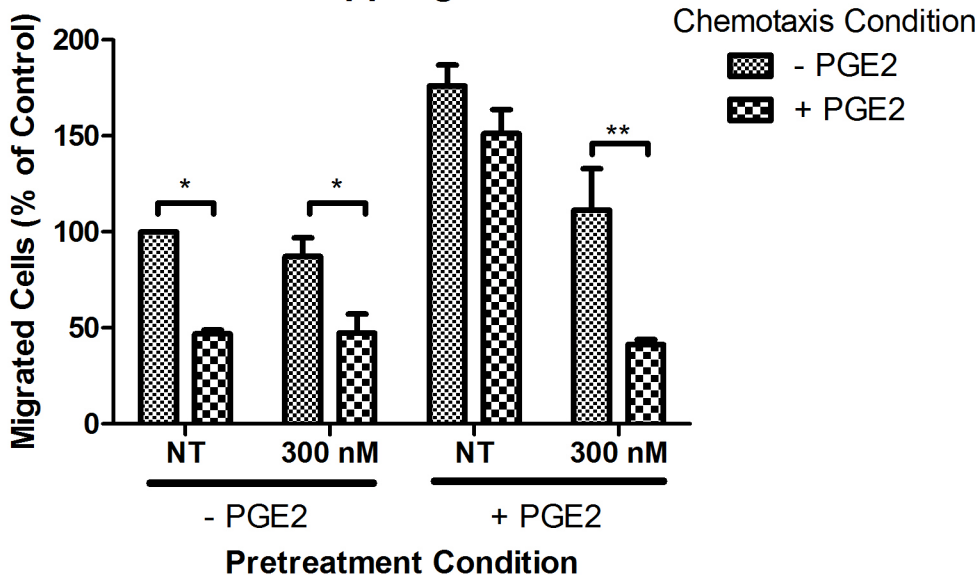 Chemotaxis Condition
- PGE2
+ PGE2
Migrated Cells (% of Control)
200
150
100
50
0
*
*
**
NT
300 nM
NT
300 nM
- PGE2
+ PGE2
Pretreatment Condition